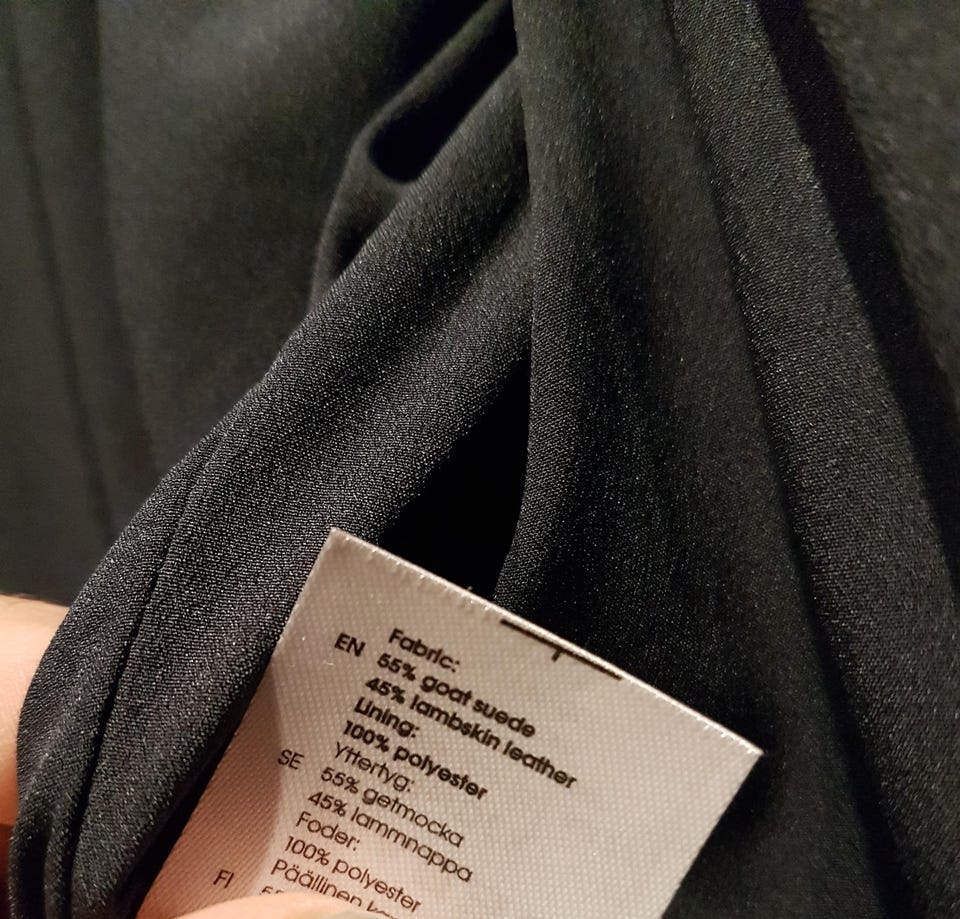 Fabric:
EN 55% goat suede
45% lambskin leather
Lining:
100% polyester
SE Yttertyg:
55% getmocka
45% lammnappa
Foder:
100% polyester
FI Päällinen